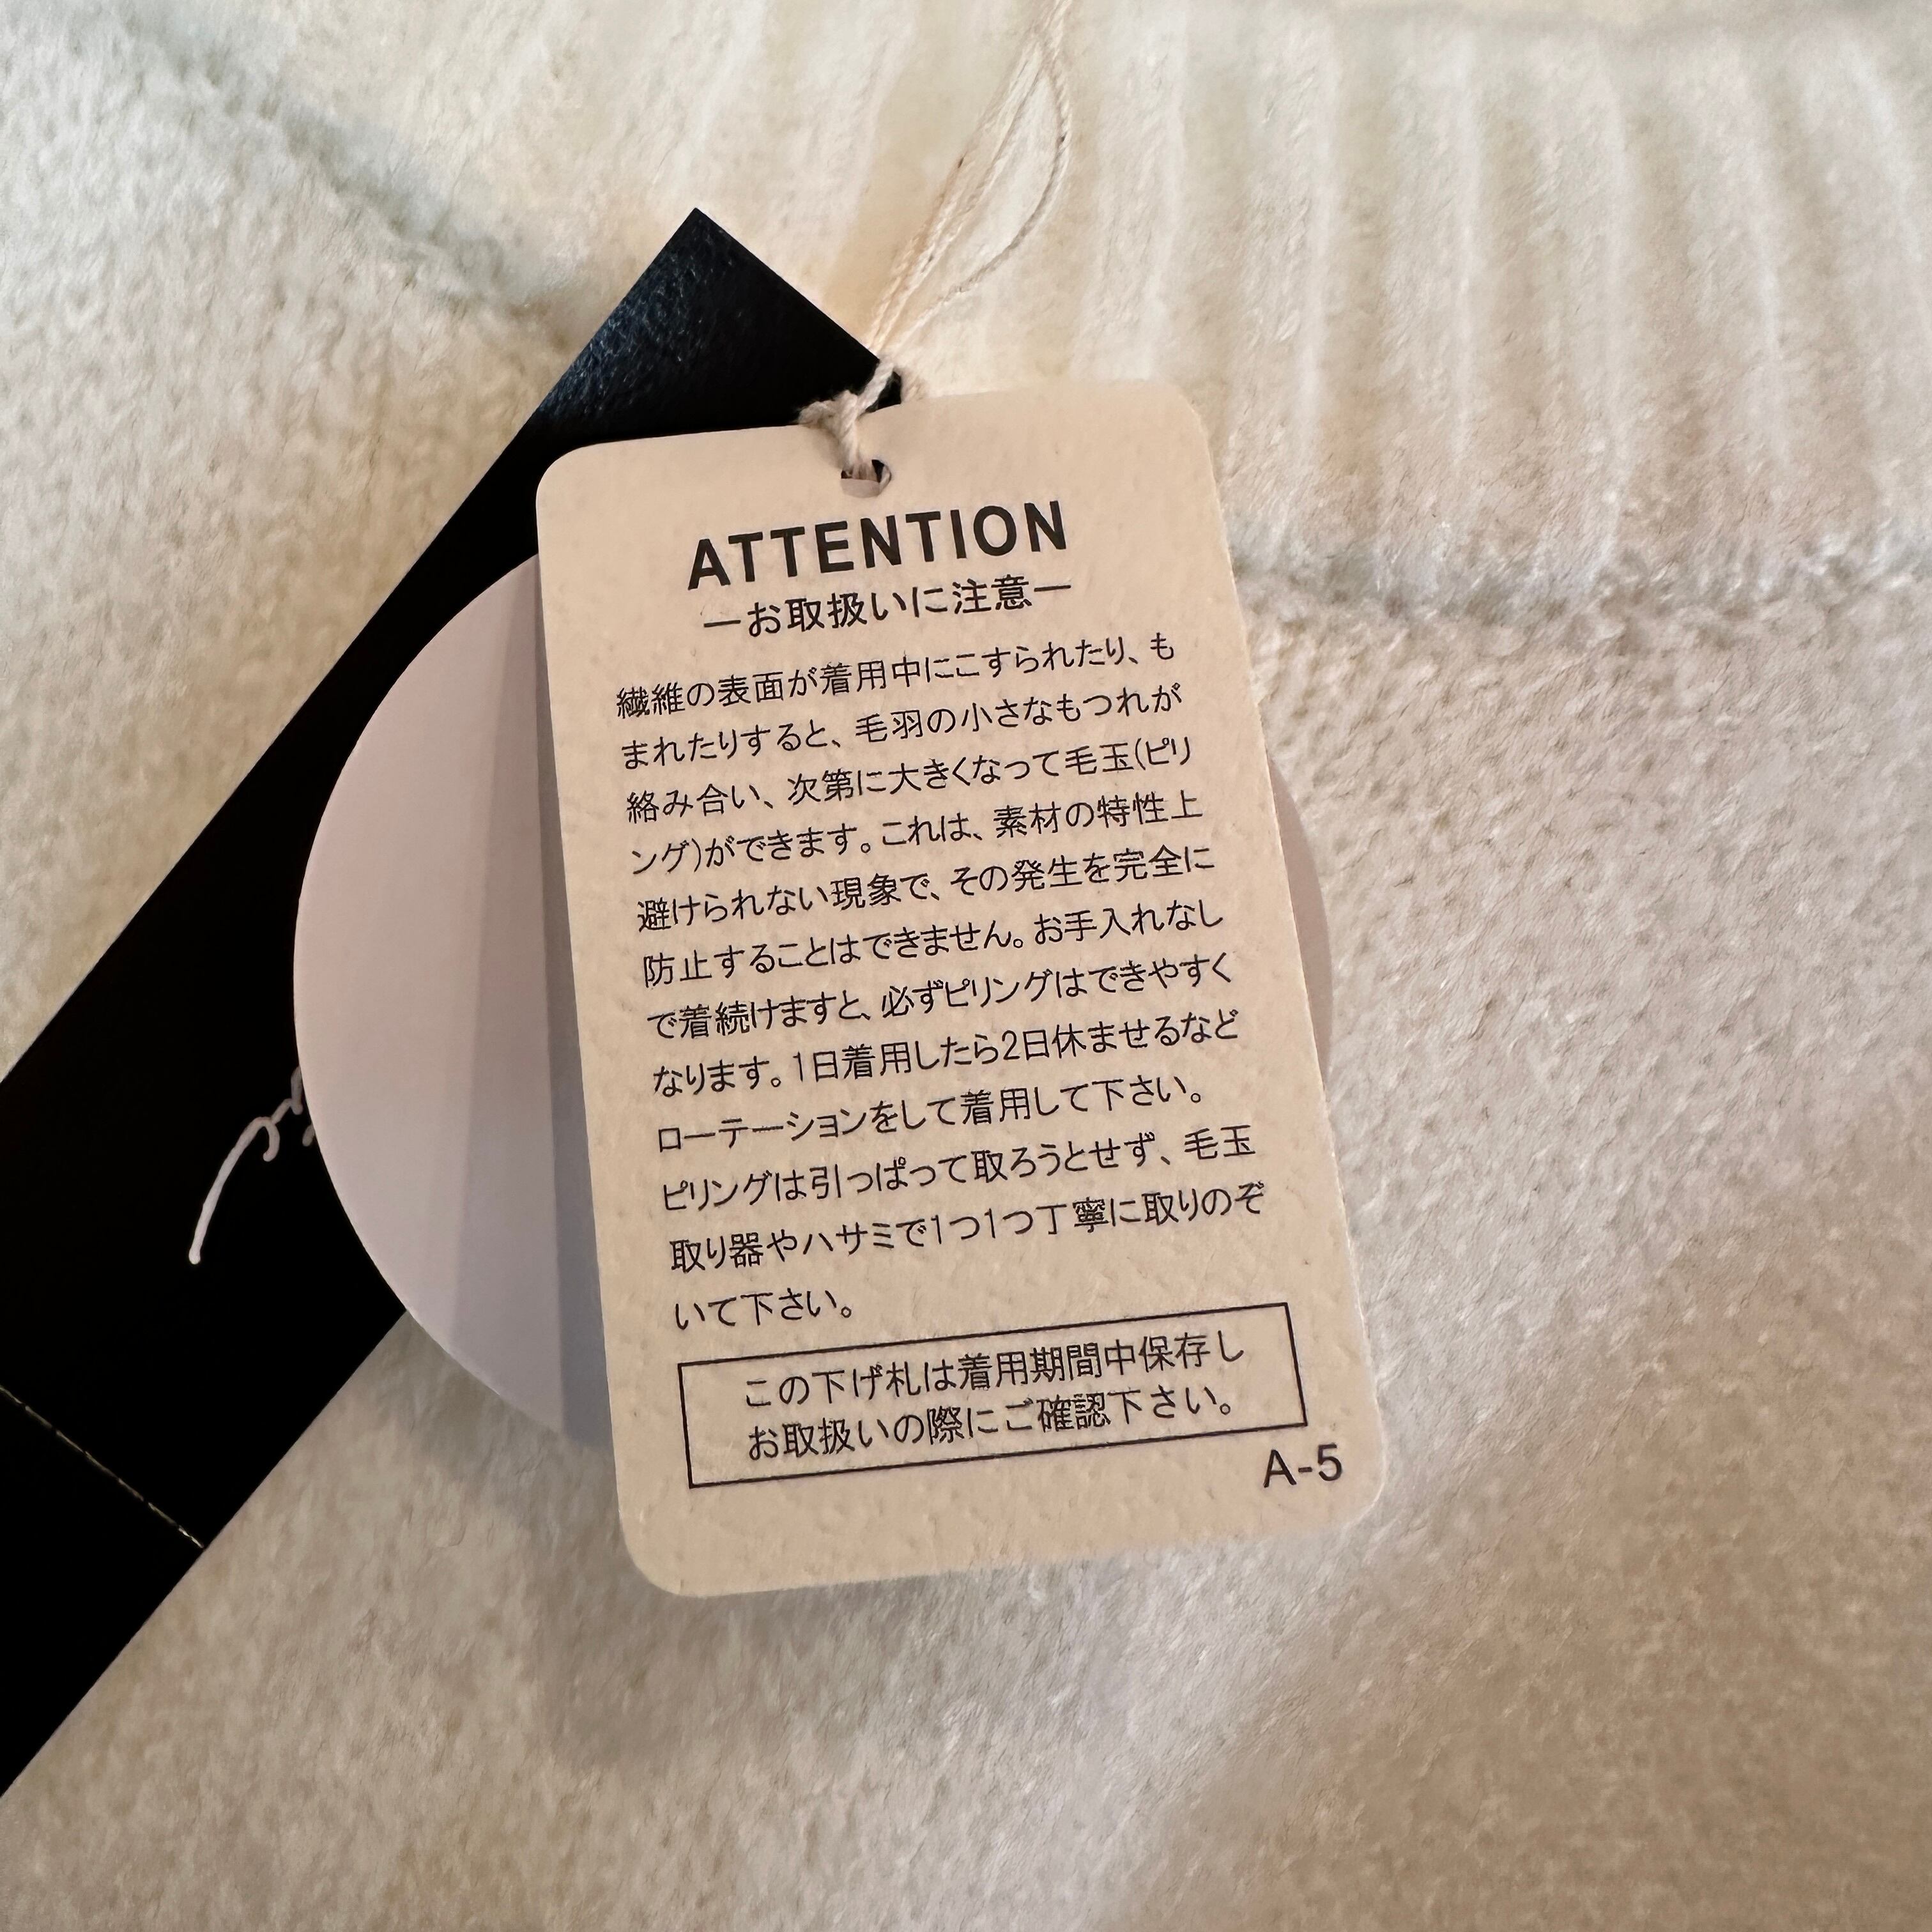 ATTENTION
―お取扱いに注意―
繊維の表面が着用中にこすられたり、も
まれたりすると、毛羽の小さなもつれが
絡み合い、次第に大きくなって毛玉(ピリ
ング)ができます。これは、素材の特性上
避けられない現象で、その発生を完全に
防止することはできません。お手入れなし
で着続けますと、必ずピリングはできやすく
なります。1日着用したら2日休ませるなど
ローテーションをして着用して下さい。
ピリングは引っぱって取ろうとせず、毛玉
取り器やハサミで1つ1つ丁寧に取りのぞ
いて下さい。
この下げ札は着用期間中保存し
お取扱いの際にご確認下さい。
A-5